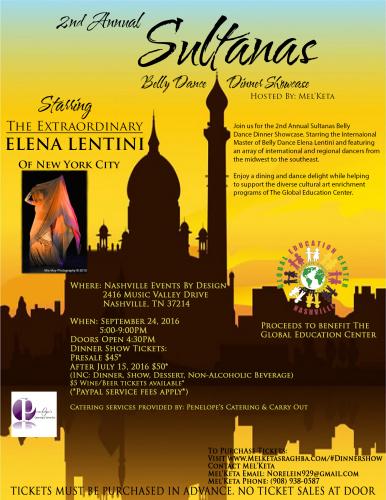 2nd Annual
Sultanas
Belly Dance Dinner Showcase
Hosted By: Mel'Keta
Starring
The Extraordinary
Elena Lentini
Of New York City
Join us for the 2nd Annual Sultanas Belly
Dance Dinner Showcase. Starring the Internaional
Master of Belly Dance Elena Lentini and featuring
an array of international and regional dancers from
the midwest to the southeast.
Enjoy a dining and dance delight while helping
to support the diverse cultural art enrichment
programs of The Global Education Center.
Global Education Center
Nashville
Where: Nashville Events By Design
2416 Music Valley Drive
Nashville, TN 37214
When: September 24, 2016
5:00-9:00PM
Doors Open 4:30PM
Dinner Show Tickets:
Presale $45*
After July 15, 2016 $50*
(Inc: Dinner, Show, Dessert, Non-Alcoholic Beverage)
$5 Wine/Beer tickets available*
(*Paypal service fees apply*)
Proceeds to benefit The
Global Education Center
Catering services provided by: Penelope's Catering & Carry Out
To Purchase Tickets:
Visit www.melketasraghba.com/#Dinnershow
Contact Mel'Keta
Mel'Keta Email: Norelein929@gmail.com
Mel'Keta Phone: (908) 938-0587
Tickets must be purchased in advance. No ticket sales at door